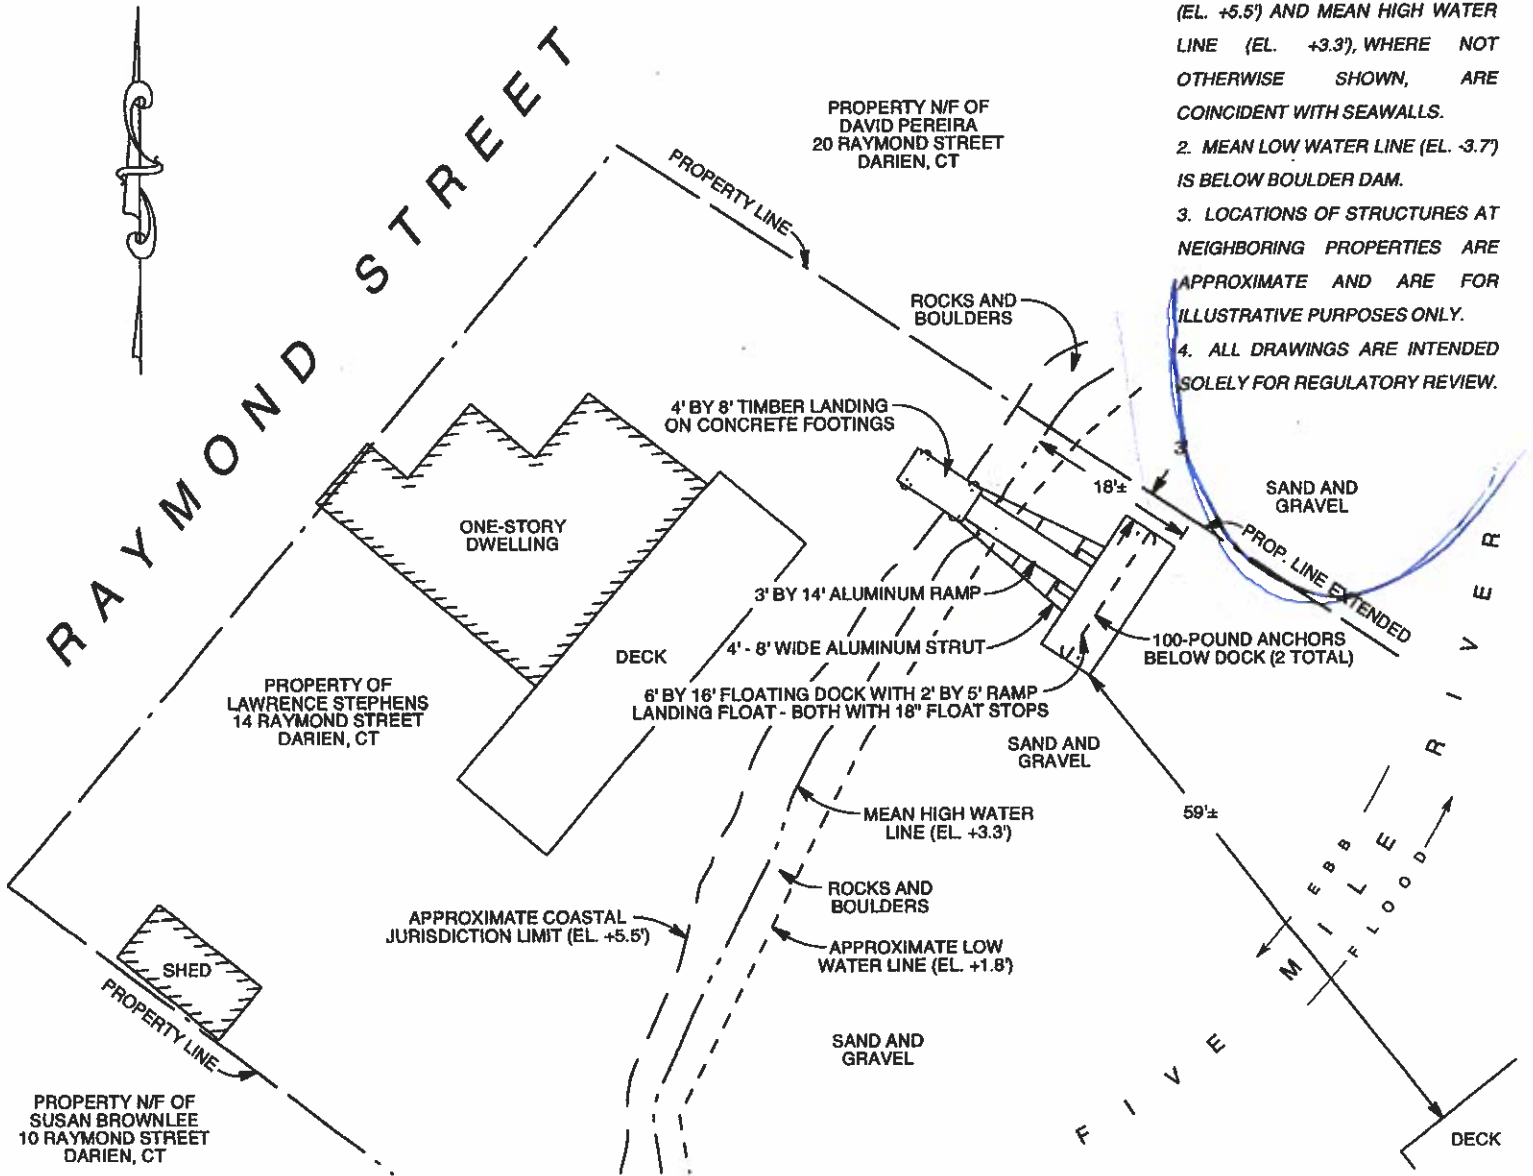 (EL. +5.5') AND MEAN HIGH WATER
LINE (EL. +3.3'), WHERE NOT
OTHERWISE SHOWN, ARE
COINCIDENT WITH SEAWALLS.
2. MEAN LOW WATER LINE (EL. -3.7')
IS BELOW BOULDER DAM.
3. LOCATIONS OF STRUCTURES AT
NEIGHBORING PROPERTIES ARE
APPROXIMATE AND ARE FOR
ILLUSTRATIVE PURPOSES ONLY.
4. ALL DRAWINGS ARE INTENDED
SOLELY FOR REGULATORY REVIEW.
RAYMOND STREET
PROPERTY N/F OF
DAVID PEREIRA
20 RAYMOND STREET
DARIEN, CT
PROPERTY LINE
ROCKS AND
BOULDERS
4' BY 8' TIMBER LANDING
ON CONCRETE FOOTINGS
3'
18'±
SAND AND
GRAVEL
PROP. LINE EXTENDED
ONE-STORY
DWELLING
3' BY 14' ALUMINUM RAMP
4' - 8' WIDE ALUMINUM STRUT
100-POUND ANCHORS
BELOW DOCK (2 TOTAL)
DECK
6' BY 16' FLOATING DOCK WITH 2' BY 5' RAMP
LANDING FLOAT - BOTH WITH 18" FLOAT STOPS
PROPERTY OF
LAWRENCE STEPHENS
14 RAYMOND STREET
DARIEN, CT
SAND AND
GRAVEL
MEAN HIGH WATER
LINE (EL. +3.3')
59'±
EBB
FLOOD
FIVE MILE RIVER
ROCKS AND
BOULDERS
APPROXIMATE COASTAL
JURISDICTION LIMIT (EL. +5.5')
APPROXIMATE LOW
WATER LINE (EL. +1.8')
SHED
PROPERTY LINE
SAND AND
GRAVEL
PROPERTY N/F OF
SUSAN BROWNLEE
10 RAYMOND STREET
DARIEN, CT
DECK